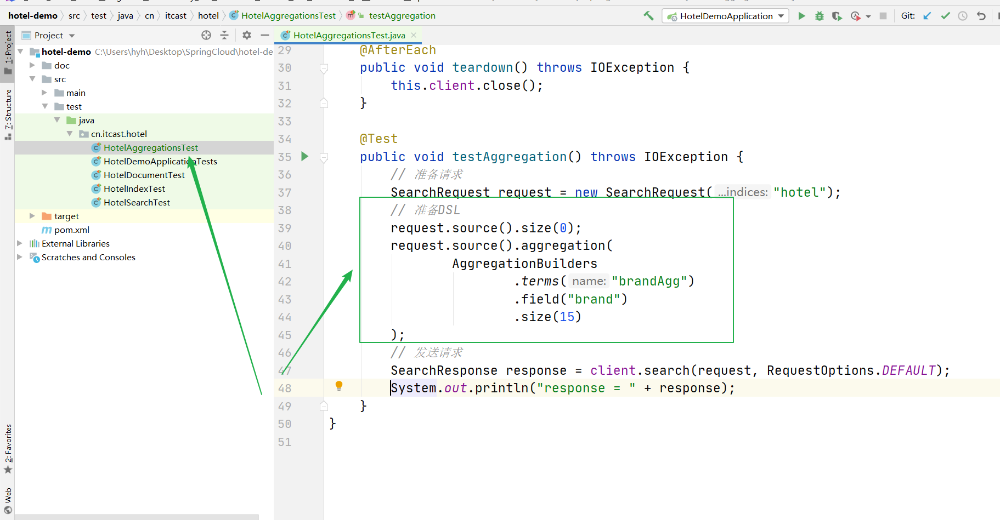 hotel-demo src test java cn itcast hotel HotelAggregationsTest testAggregation HotelDemoApplication Git:
Project HotelAggregationsTest.java
1: Project
Z: Structure
2: Favorites
Web
hotel-demo C:\Users\hyh\Desktop\SpringCloud\hotel-de
doc
src
main
test
java
cn.itcast.hotel
HotelAggregationsTest
HotelDemoApplicationTests
HotelDocumentTest
HotelIndexTest
HotelSearchTest
target
pom.xml
External Libraries
Scratches and Consoles
29 @AfterEach
30 public void teardown() throws IOException {
31 this.client.close();
32 }
33
34 @Test
35 public void testAggregation() throws IOException {
36 // 准备请求
37 SearchRequest request = new SearchRequest( ...indices: "hotel");
38 // 准备DSL
39 request.source().size(0);
40 request.source().aggregation(
41 AggregationBuilders
42 .terms( name: "brandAgg")
43 .field("brand")
44 .size(15)
45 );
46 // 发送请求
47 SearchResponse response = client.search(request, RequestOptions.DEFAULT);
48 System.out.println("response = " + response);
49 }
50 }
51